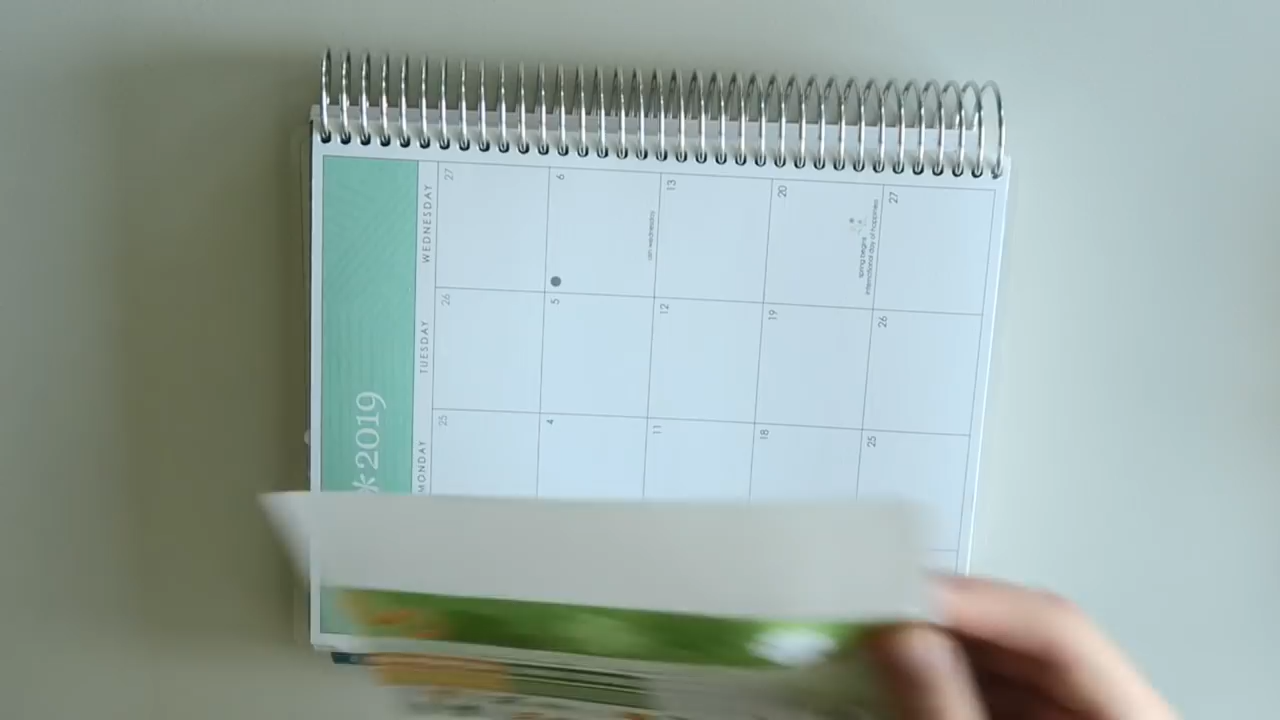 2019
MONDAY TUESDAY WEDNESDAY
25 26 27
4 5 6
ash wednesday
11 12 13
18 19 20
spring begins
international day of happiness
25 26 27